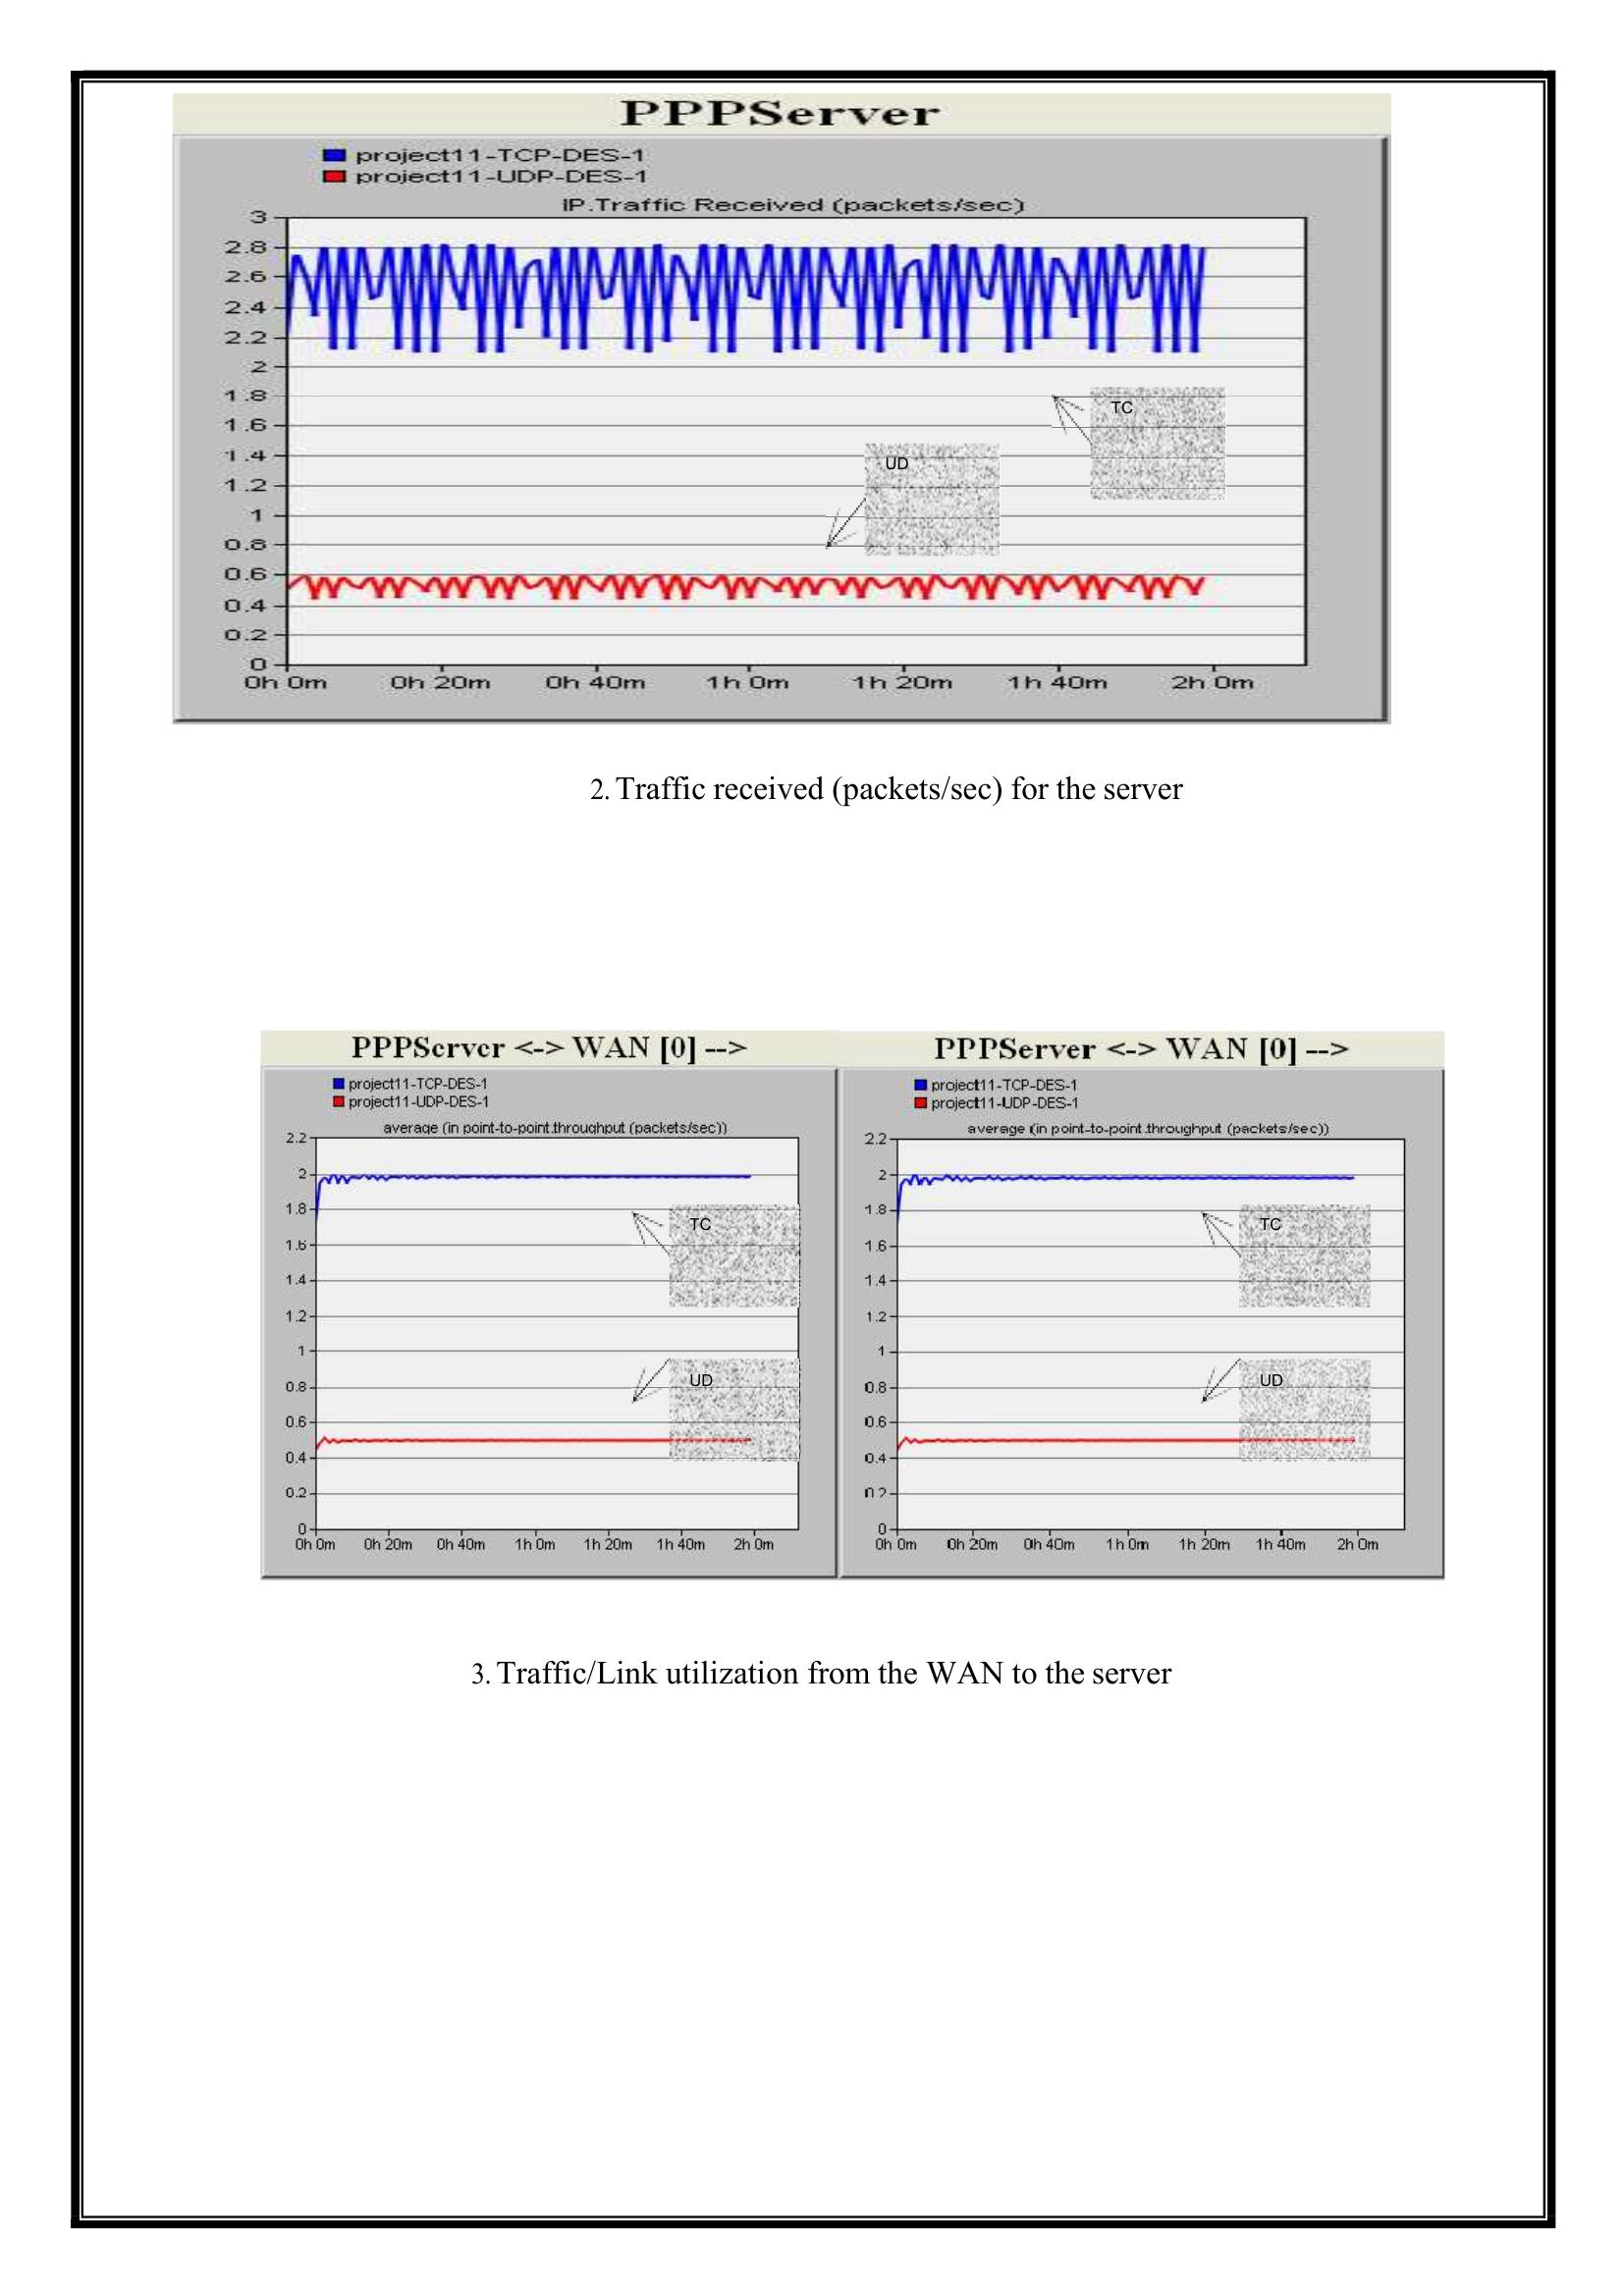 PPPServer
project11-TCP-DES-1
project11-UDP-DES-1
IP.Traffic Received (packets/sec)
3
2.8
2.6
2.4
2.2
2
1.8
1.6
1.4
1.2
1
0.8
0.6
0.4
0.2
0
TC
UD
0h 0m 0h 20m 0h 40m 1h 0m 1h 20m 1h 40m 2h 0m
2. Traffic received (packets/sec) for the server
PPPServer <-> WAN [0] -->
project11-TCP-DES-1
project11-UDP-DES-1
average (in point-to-point.throughput (packets/sec))
2.2
2
1.8
1.6
1.4
1.2
1
0.8
0.6
0.4
0.2
0
TC
UD
0h 0m 0h 20m 0h 40m 1h 0m 1h 20m 1h 40m 2h 0m
PPPServer <-> WAN [0] -->
project11-TCP-DES-1
project11-UDP-DES-1
average (in point-to-point.throughput (packets/sec))
2.2
2
1.8
1.6
1.4
1.2
1
0.8
0.6
0.4
0.2
0
TC
UD
0h 0m 0h 20m 0h 40m 1h 0m 1h 20m 1h 40m 2h 0m
3. Traffic/Link utilization from the WAN to the server